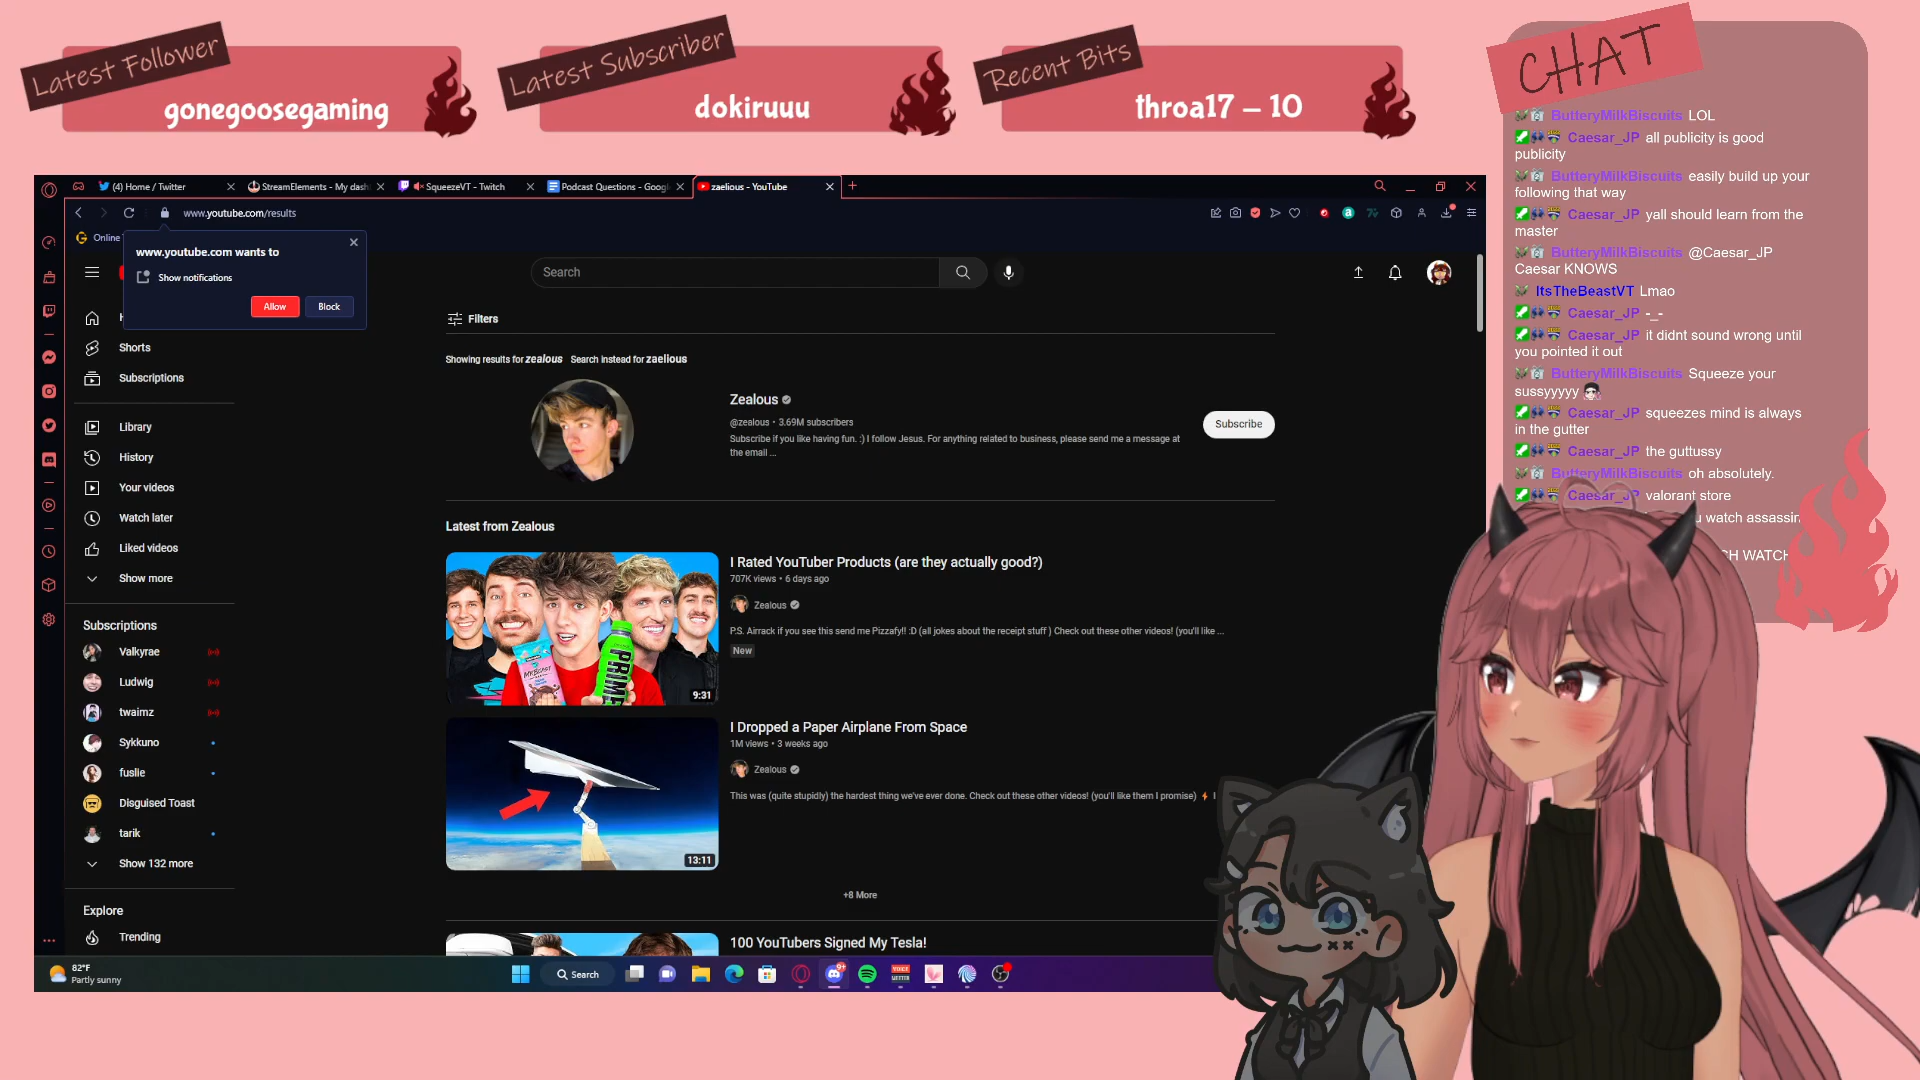 Latest Follower
gonegoosegaming
Latest Subscriber
dokiruuu
Recent Bits
throa17 – 10
CHAT
ButteryMilkBiscuits LOL
Caesar_JP all publicity is good
publicity
ButteryMilkBiscuits easily build up your
following that way
Caesar_JP yall should learn from the
master
ButteryMilkBiscuits @Caesar_JP
Caesar KNOWS
ItsTheBeastVT Lmao
Caesar_JP -_-
Caesar_JP it didnt sound wrong until
you pointed it out
ButteryMilkBiscuits Squeeze your
sussyyyyy
Caesar_JP squeezes mind is always
in the gutter
Caesar_JP the guttussy
ButteryMilkBiscuits oh absolutely.
Caesar_JP valorant store
watch assassin
WATCH
(4) Home / Twitter
StreamElements - My dash
SqueezeVT - Twitch
Podcast Questions - Googl
zaelious - YouTube
www.youtube.com/results
Online
www.youtube.com wants to
Show notifications
Allow
Block
Search
Shorts
Subscriptions
Library
History
Your videos
Watch later
Liked videos
Show more
Subscriptions
Valkyrae
Ludwig
twaimz
Sykkuno
fuslie
Disguised Toast
tarik
Show 132 more
Explore
Trending
Filters
Showing results for zealous Search instead for zaelious
Zealous
@zealous • 3.69M subscribers
Subscribe if you like having fun. :) I follow Jesus. For anything related to business, please send me a message at
the email ...
Subscribe
Latest from Zealous
I Rated YouTuber Products (are they actually good?)
707K views • 6 days ago
Zealous
P.S. Airrack if you see this send me Pizzafy!! :D (all jokes about the receipt stuff ) Check out these other videos! (you'll like ...
New
PRIME
9:31
I Dropped a Paper Airplane From Space
1M views • 3 weeks ago
Zealous
This was (quite stupidly) the hardest thing we've ever done. Check out these other videos! (you'll like them I promise)
13:11
+8 More
100 YouTubers Signed My Tesla!
82°F
Partly sunny
Search